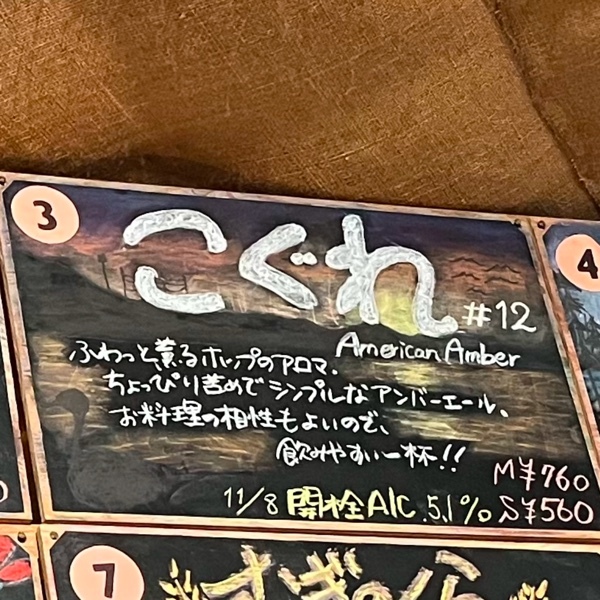 3
こぐれ
#12
American Amber
ふわっと薫るホップのアロマ.
ちょっぴり苦めでシンプルなアンバーエール.
お料理の相性もよいので、
飲みやすい一杯!!
M¥760
11/8 開栓 Alc. 5.1% S¥560
4
7